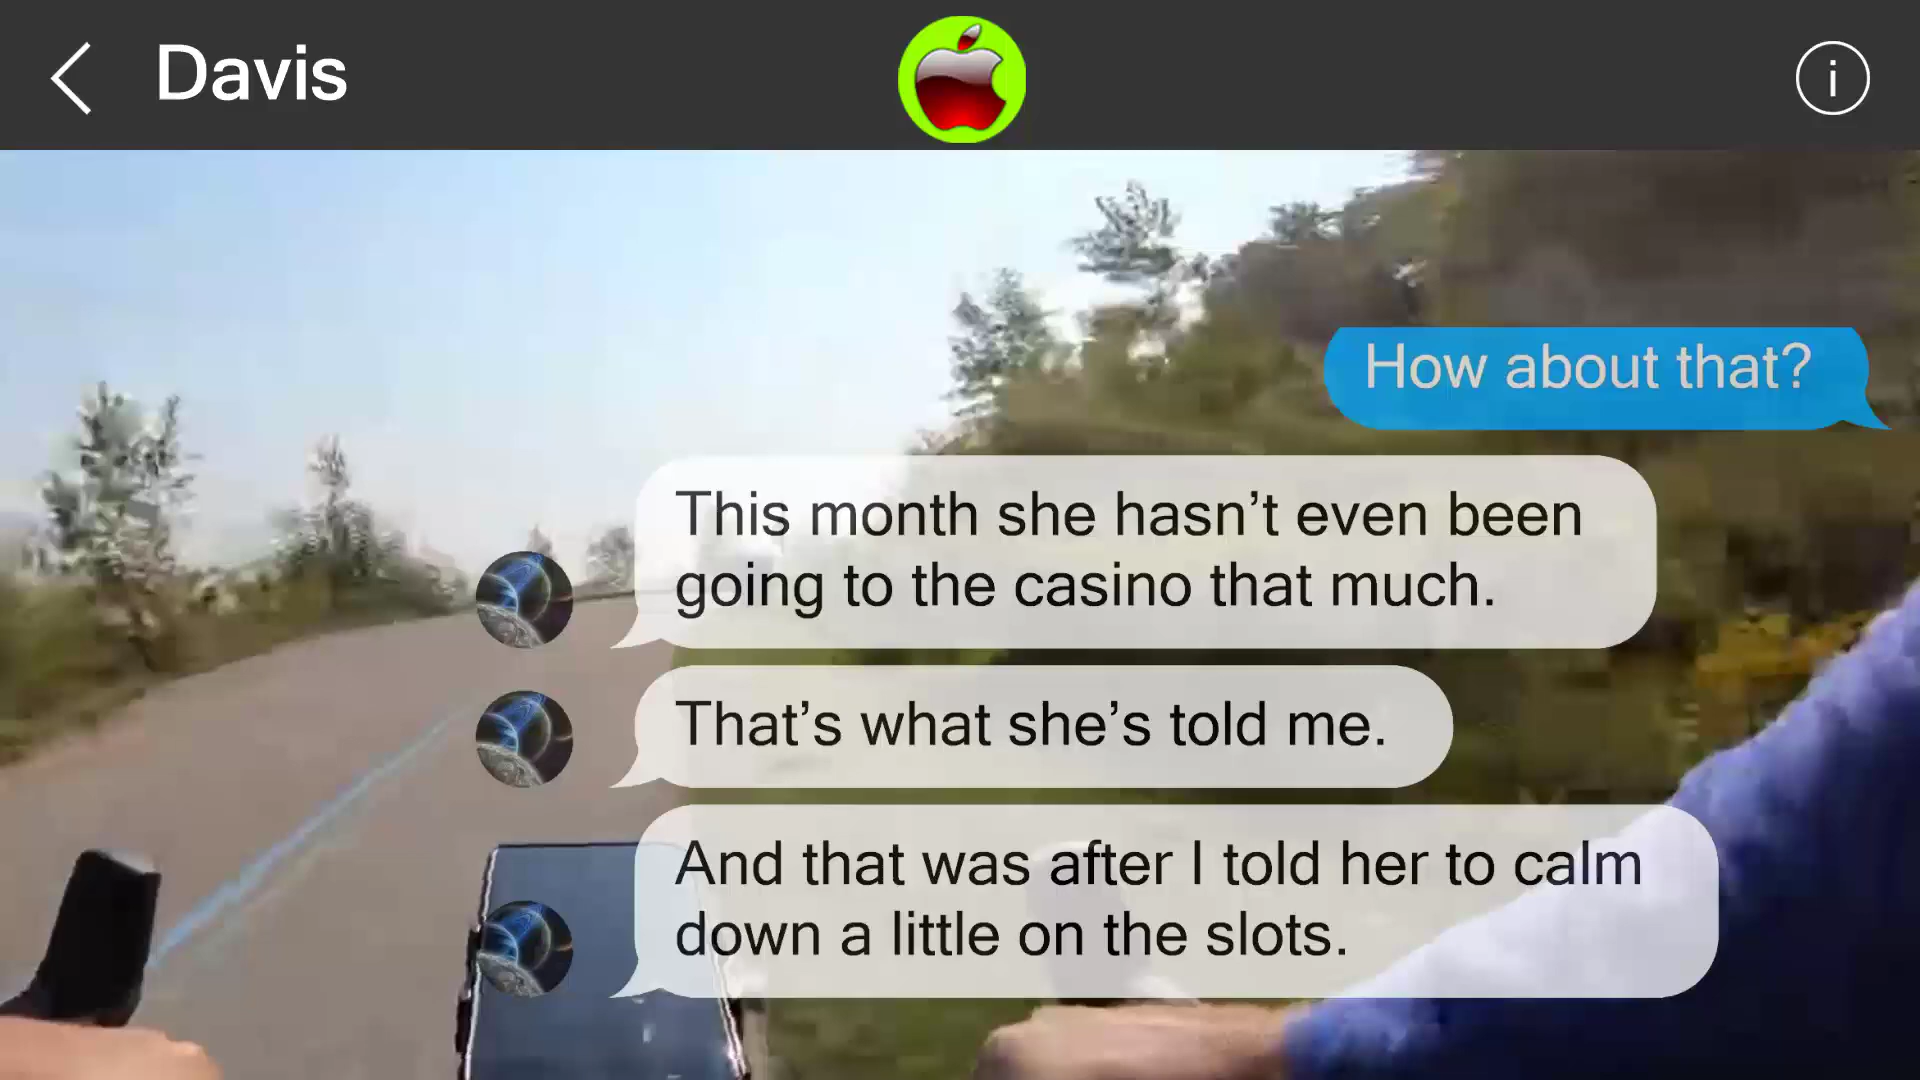 Davis
How about that?
This month she hasn’t even been
going to the casino that much.
That’s what she’s told me.
And that was after I told her to calm
down a little on the slots.